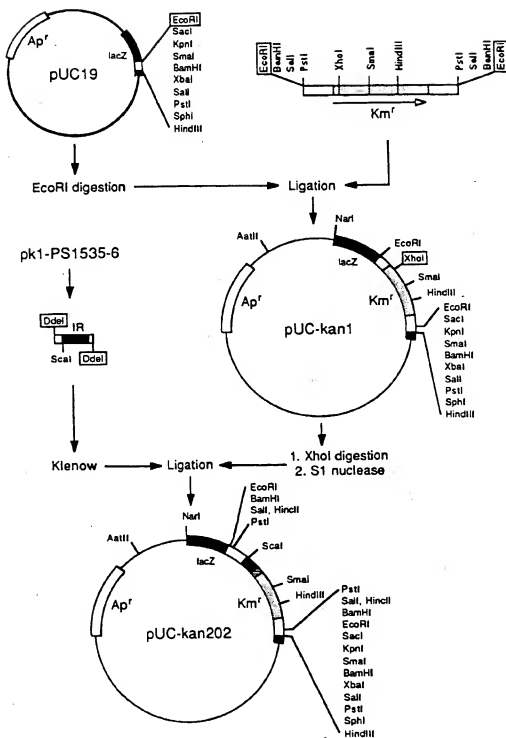 EcoRI
SacI
KpnI
SmaI
BamHI
XbaI
SalI
PstI
SphI
HindIII
Apʳ
lacZ
pUC19
EcoRI
BamHI
SalI
PstI
XhoI
SmaI
HindIII
PstI
SalI
BamHI
EcoRI
Kmʳ
EcoRI digestion
Ligation
pk1-PS1535-6
DdeI
IR
ScaI
DdeI
NarI
AatII
lacZ
EcoRI
XhoI
SmaI
Kmʳ
HindIII
Apʳ
pUC-kan1
EcoRI
SacI
KpnI
SmaI
BamHI
XbaI
SalI
PstI
SphI
HindIII
Klenow
Ligation
1. XhoI digestion
2. S1 nuclease
NarI
AatII
lacZ
EcoRI
BamHI
SalI, HincII
PstI
ScaI
SmaI
Kmʳ
HindIII
Apʳ
pUC-kan202
PstI
SalI, HincII
BamHI
EcoRI
SacI
KpnI
SmaI
BamHI
XbaI
SalI
PstI
SphI
HindIII